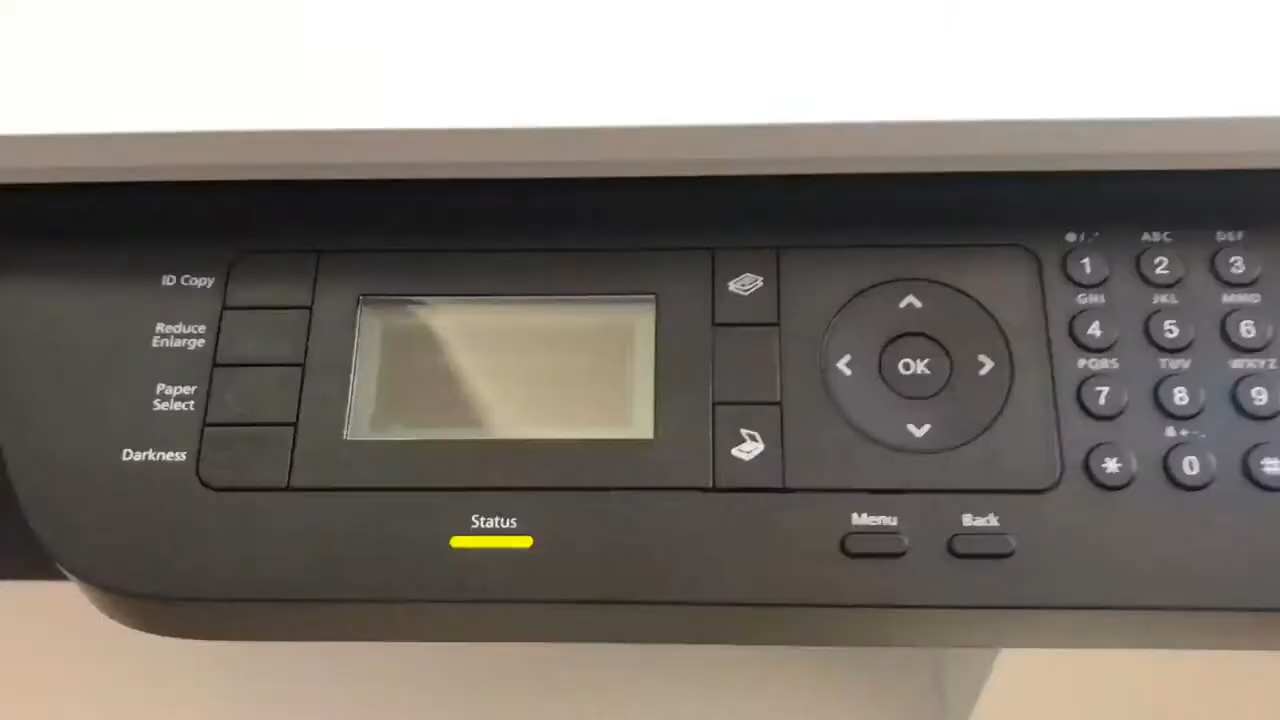 ID Copy
Reduce
Enlarge
Paper
Select
Darkness
Status
OK
Menu
Back
ABC
DEF
1
2
3
GHI
JKL
MNO
4
5
6
PQRS
TUV
WXYZ
7
8
9
*
0
#